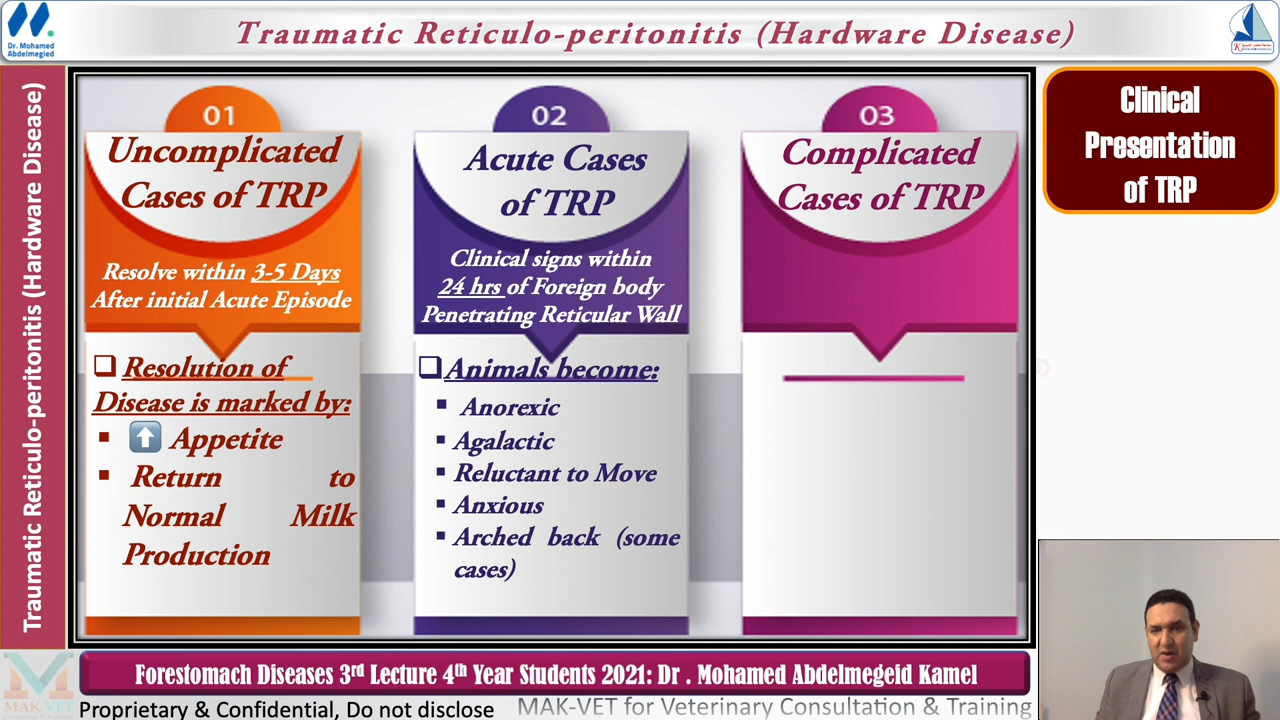 Dr. Mohamed
Abdelmegied
Traumatic Reticulo-peritonitis (Hardware Disease)
Traumatic Reticulo-peritonitis (Hardware Disease)
01
Uncomplicated
Cases of TRP
Resolve within 3-5 Days
After initial Acute Episode
❑ Resolution of
Disease is marked by:
▪ ⬆ Appetite
▪ Return to
Normal Milk
Production
02
Acute Cases
of TRP
Clinical signs within
24 hrs of Foreign body
Penetrating Reticular Wall
❑ Animals become:
▪ Anorexic
▪ Agalactic
▪ Reluctant to Move
▪ Anxious
▪ Arched back (some
cases)
03
Complicated
Cases of TRP
Clinical
Presentation
of TRP
Forestomach Diseases 3rd Lecture 4th Year Students 2021: Dr . Mohamed Abdelmegeid Kamel
MAK-VET
Proprietary & Confidential, Do not disclose
MAK-VET for Veterinary Consultation & Training